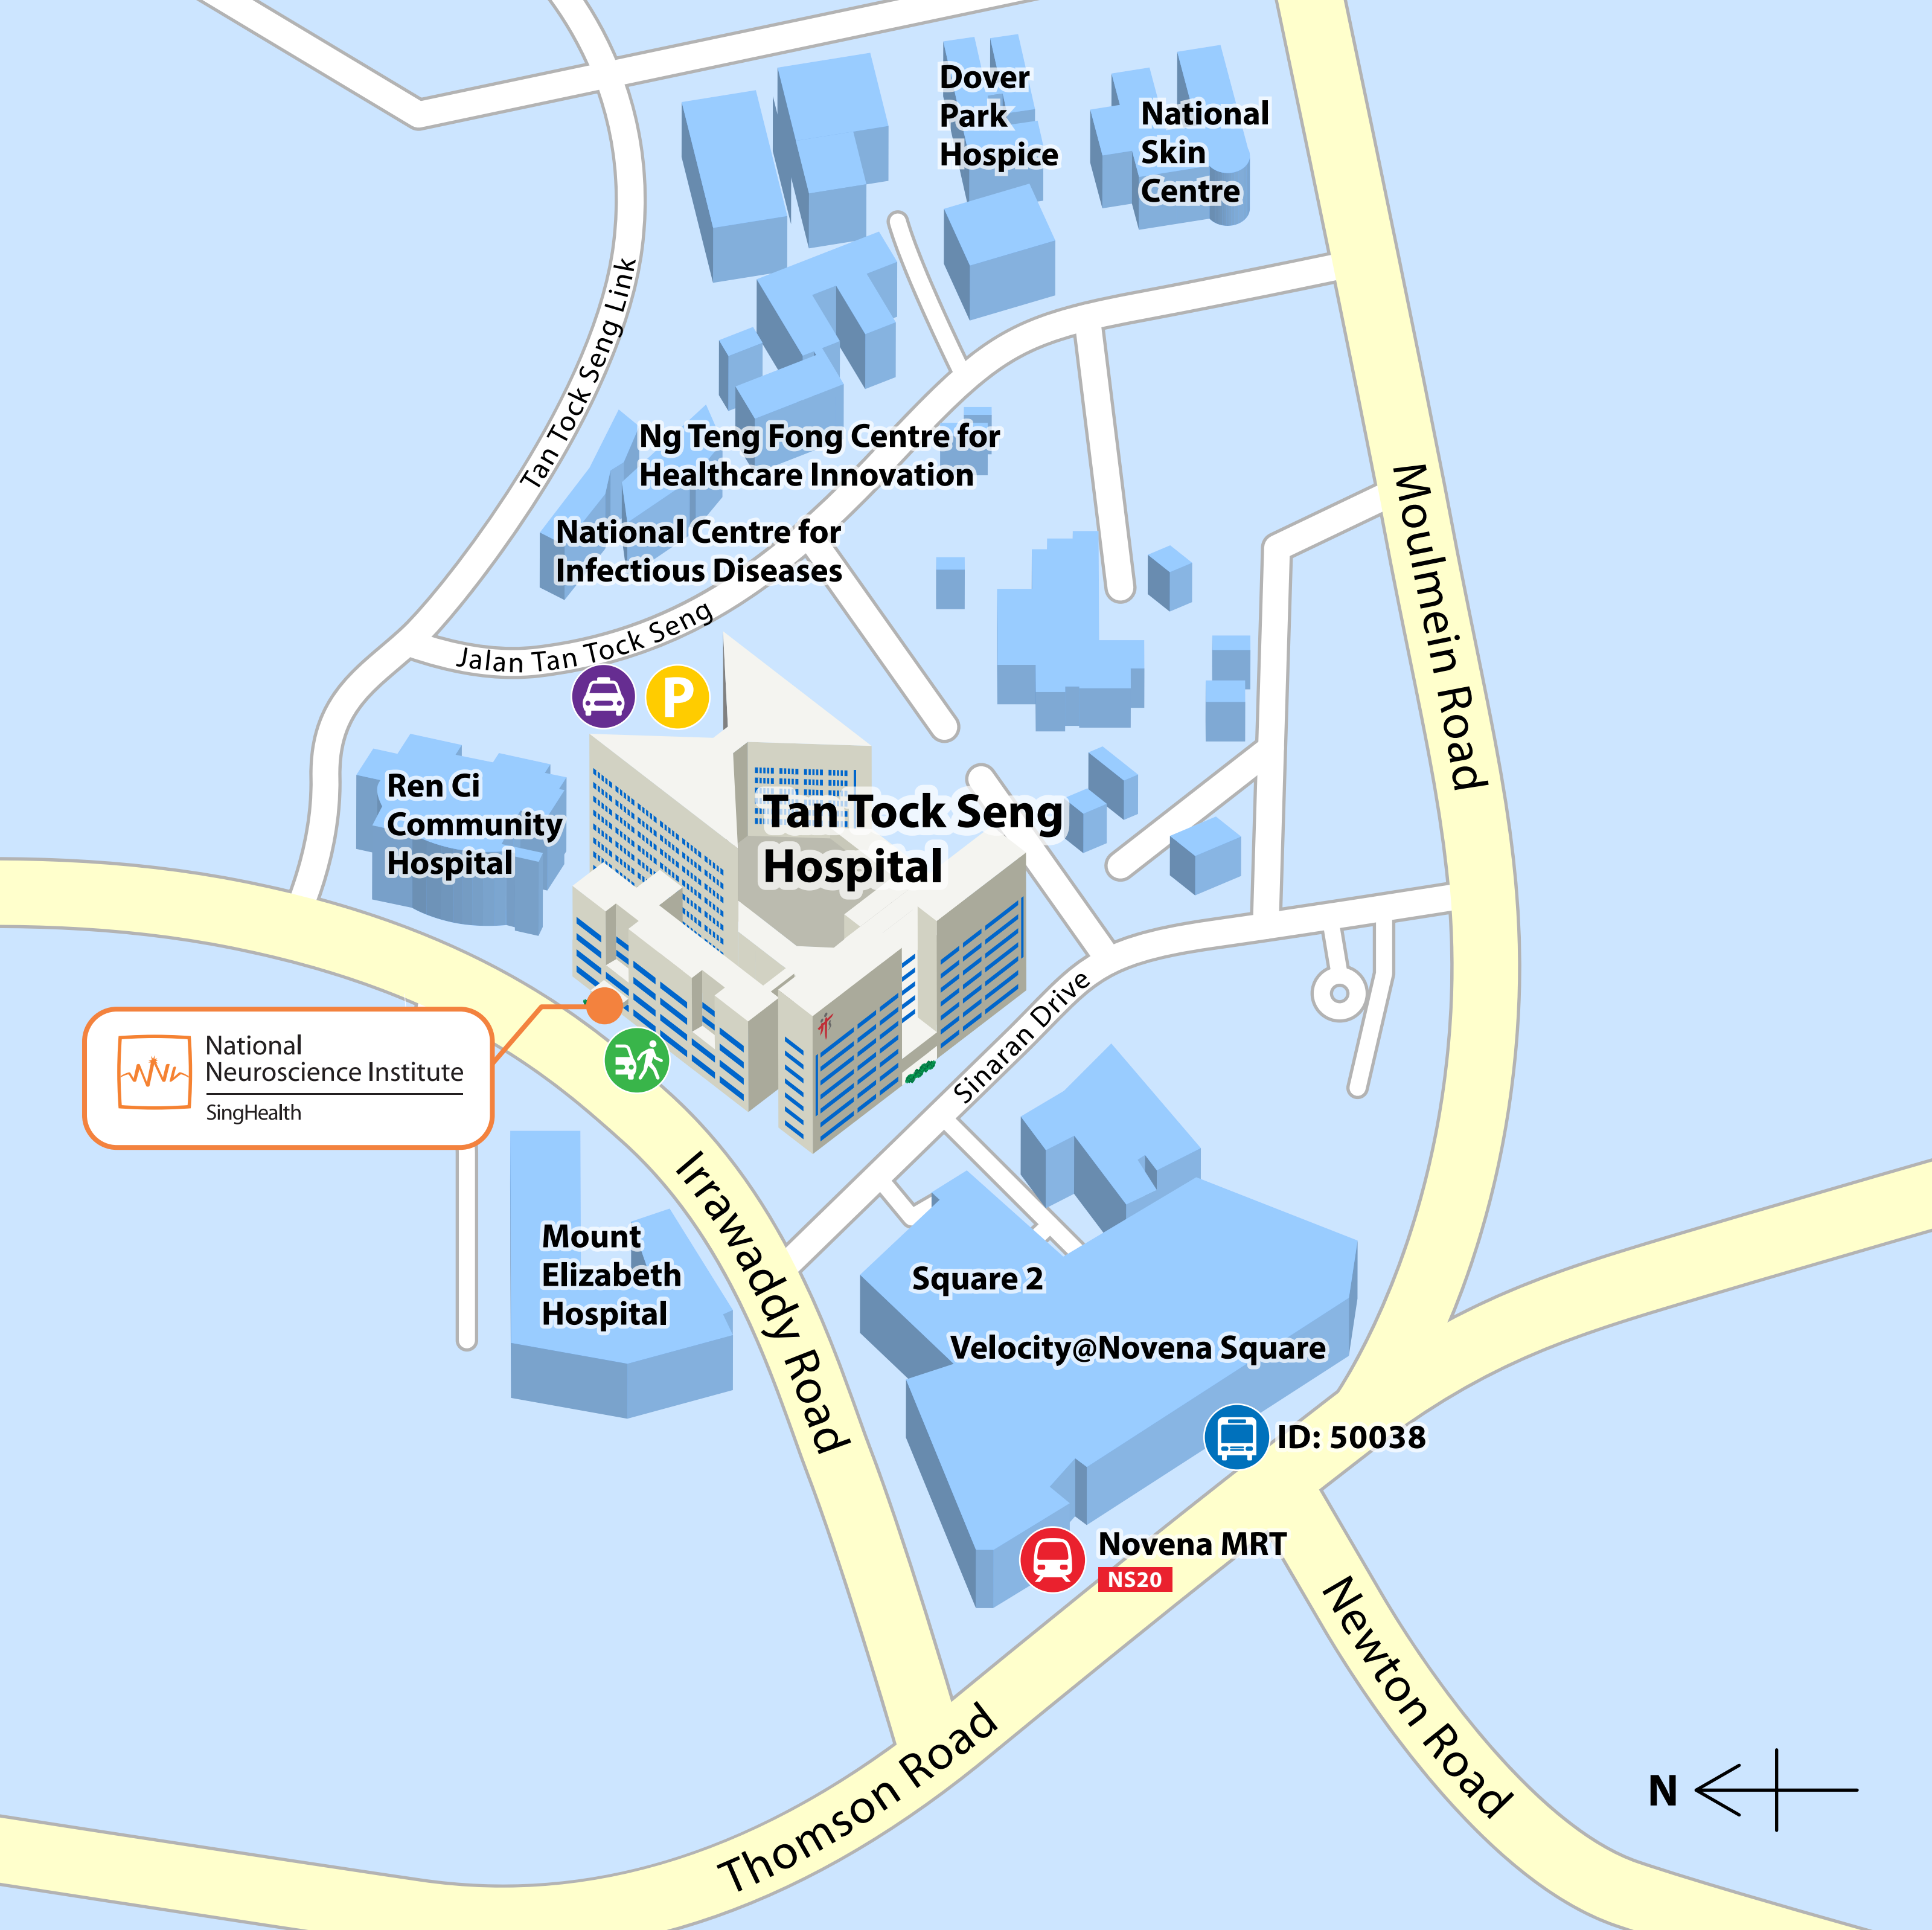 Dover
Park
Hospice
National
Skin
Centre
Tan Tock Seng Link
Ng Teng Fong Centre for
Healthcare Innovation
National Centre for
Infectious Diseases
Moulmein Road
Jalan Tan Tock Seng
P
Ren Ci
Community
Hospital
Tan Tock Seng
Hospital
Sinaran Drive
National
Neuroscience Institute
SingHealth
Irrawaddy Road
Mount
Elizabeth
Hospital
Square 2
Velocity@Novena Square
ID: 50038
Novena MRT
NS20
Newton Road
Thomson Road
N